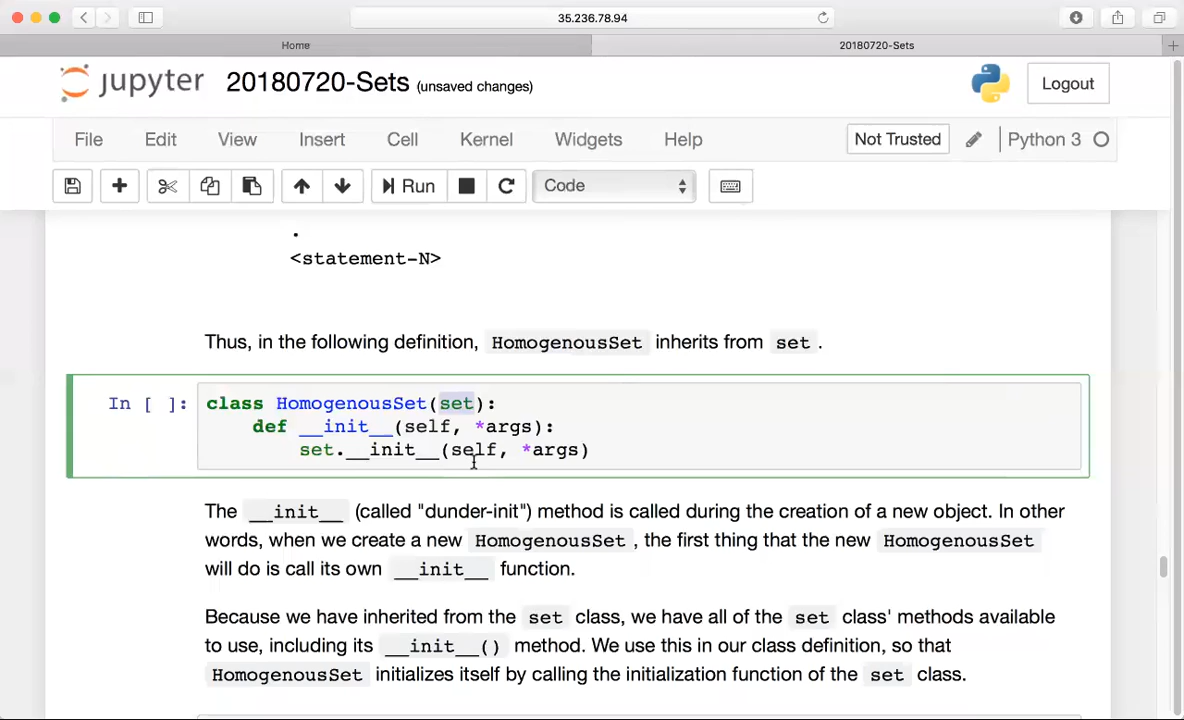 35.236.78.94
Home
20180720-Sets
jupyter 20180720-Sets (unsaved changes)
Logout
File Edit View Insert Cell Kernel Widgets Help
Not Trusted
Python 3
Run
Code
.
<statement-N>
Thus, in the following definition, HomogenousSet inherits from set .
In [ ]: class HomogenousSet(set):
def __init__(self, *args):
set.__init__(self, *args)
The __init__ (called "dunder-init") method is called during the creation of a new object. In other
words, when we create a new HomogenousSet , the first thing that the new HomogenousSet
will do is call its own __init__ function.
Because we have inherited from the set class, we have all of the set class' methods available
to use, including its __init__() method. We use this in our class definition, so that
HomogenousSet initializes itself by calling the initialization function of the set class.